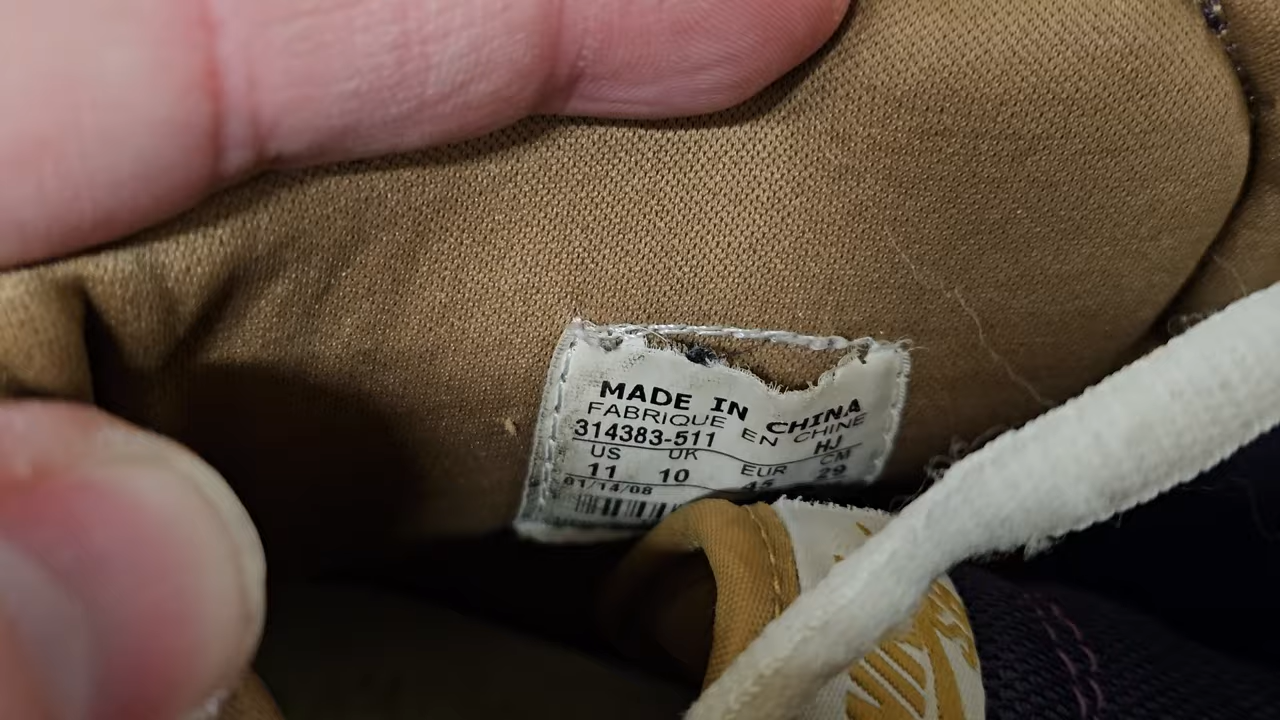 MADE IN CHINA
FABRIQUE EN CHINE
314383-511 HJ
US UK EUR CM
11 10 45 29
01/14/08